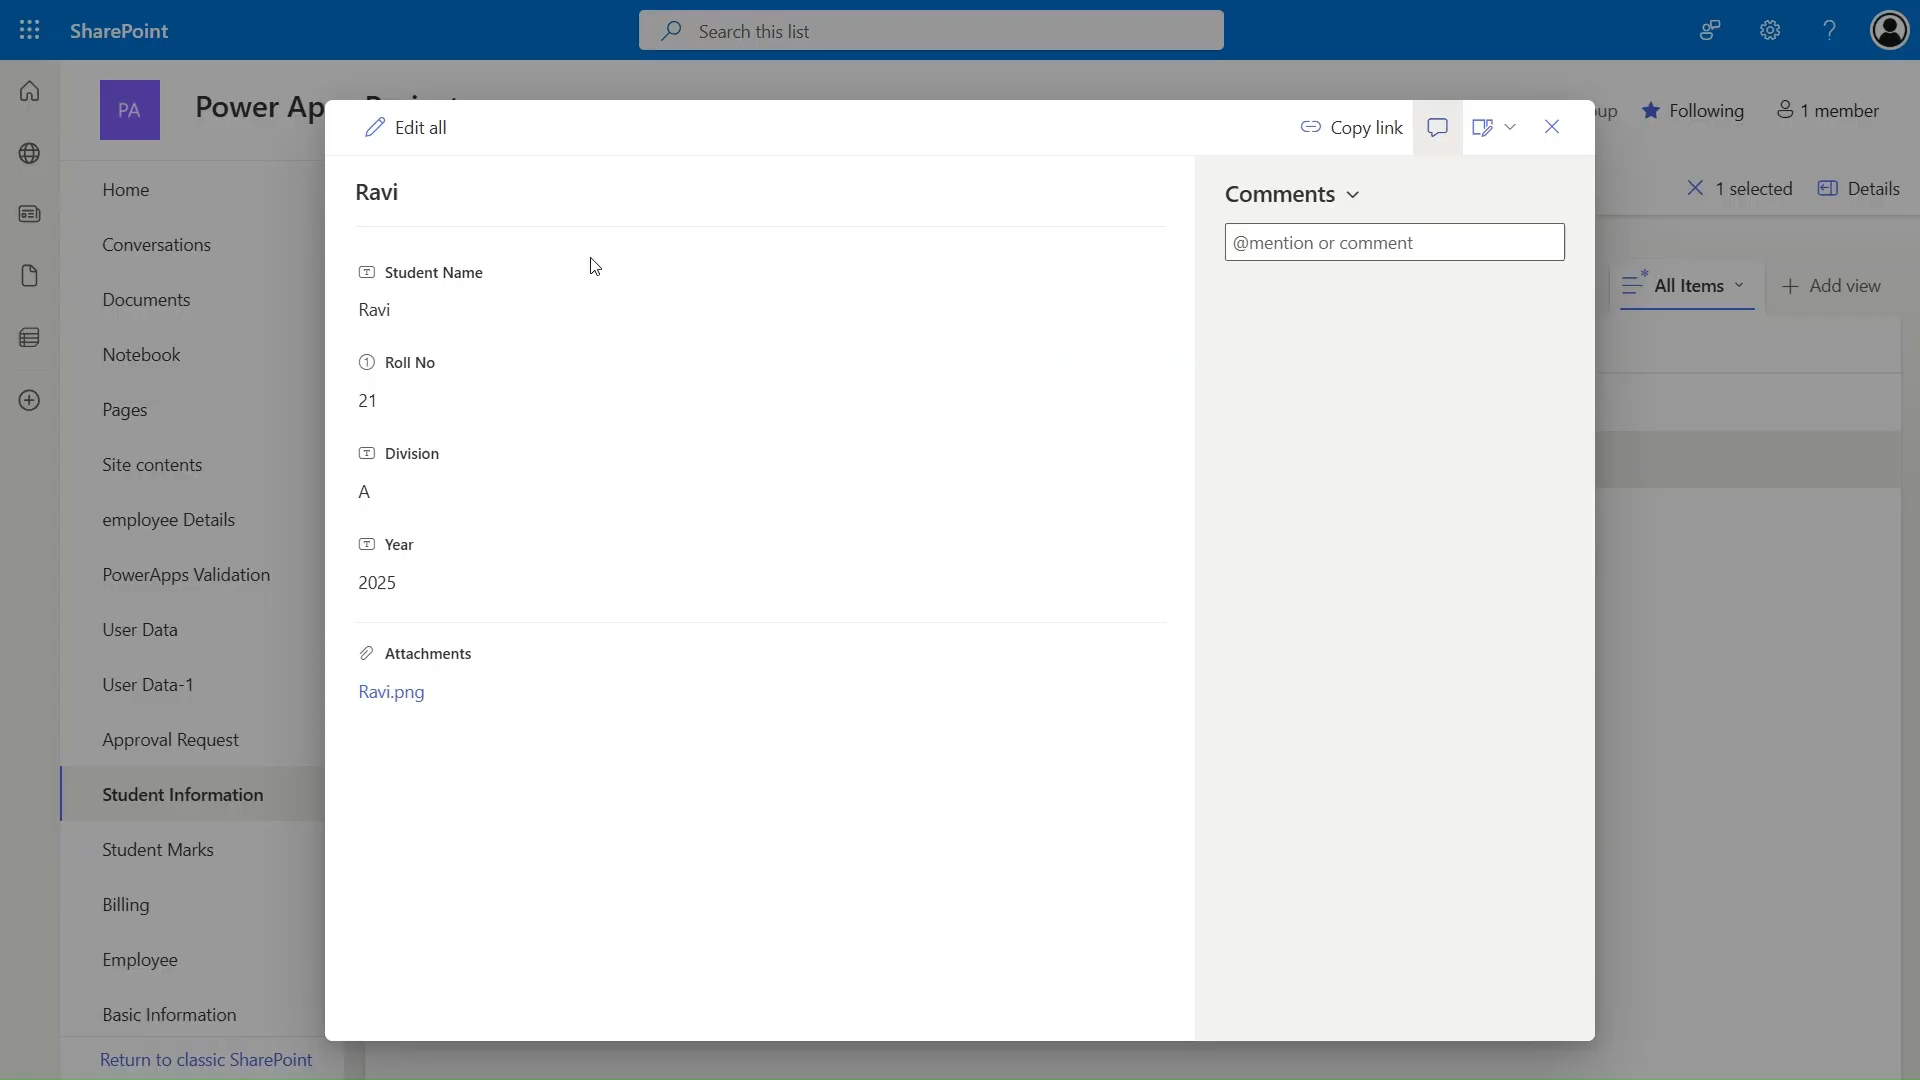 SharePoint
Search this list
PA
Power Ap
Following
1 member
Edit all
Copy link
Home
Conversations
Documents
Notebook
Pages
Site contents
employee Details
PowerApps Validation
User Data
User Data-1
Approval Request
Student Information
Student Marks
Billing
Employee
Basic Information
Return to classic SharePoint
Ravi
Student Name
Ravi
Roll No
21
Division
A
Year
2025
Attachments
Ravi.png
Comments
@mention or comment
1 selected
Details
All Items
Add view